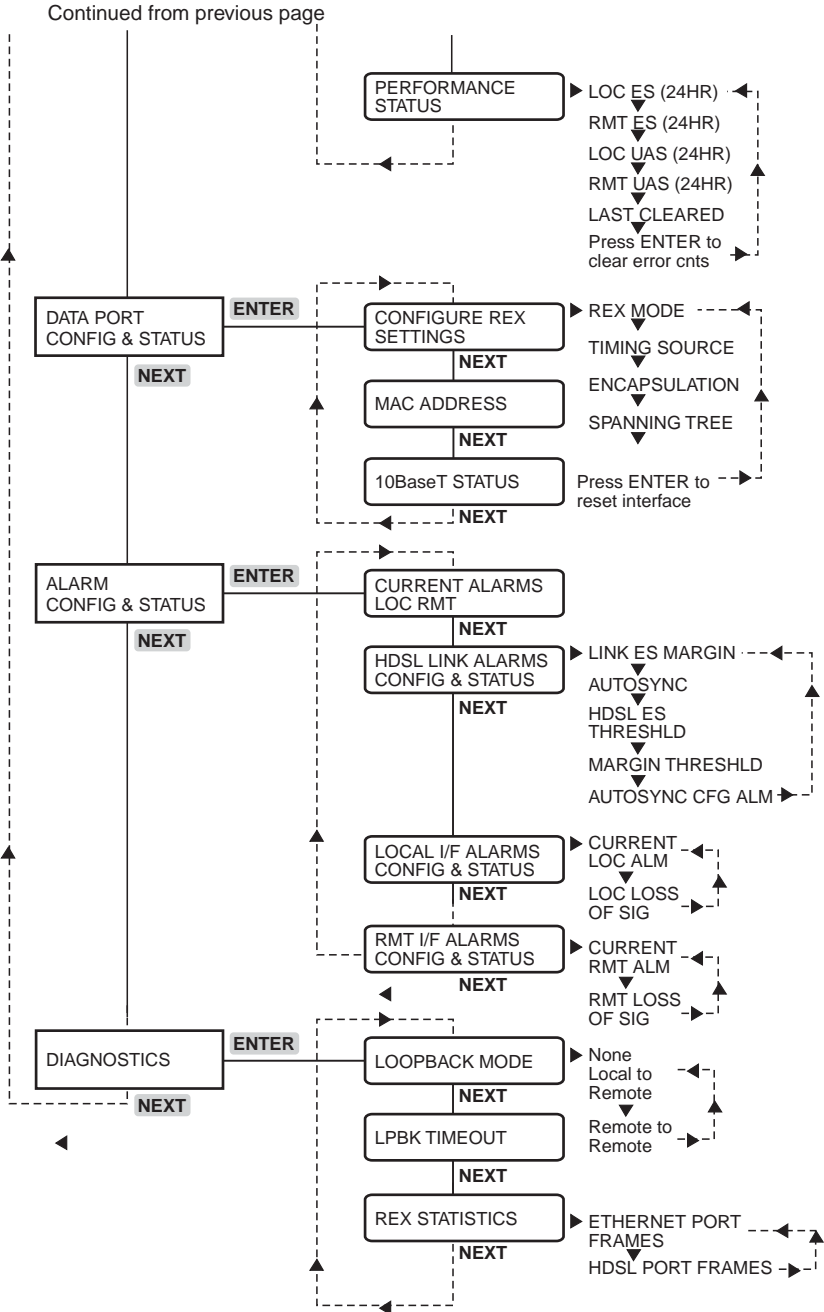 Continued from previous page
PERFORMANCE
STATUS
LOC ES (24HR)
RMT ES (24HR)
LOC UAS (24HR)
RMT UAS (24HR)
LAST CLEARED
Press ENTER to
clear error cnts
DATA PORT
CONFIG & STATUS
ENTER
NEXT
CONFIGURE REX
SETTINGS
NEXT
MAC ADDRESS
NEXT
10BaseT STATUS
NEXT
REX MODE
TIMING SOURCE
ENCAPSULATION
SPANNING TREE
Press ENTER to
reset interface
ALARM
CONFIG & STATUS
ENTER
NEXT
CURRENT ALARMS
LOC RMT
NEXT
HDSL LINK ALARMS
CONFIG & STATUS
NEXT
LINK ES MARGIN
AUTOSYNC
HDSL ES
THRESHLD
MARGIN THRESHLD
AUTOSYNC CFG ALM
LOCAL I/F ALARMS
CONFIG & STATUS
NEXT
CURRENT
LOC ALM
LOC LOSS
OF SIG
RMT I/F ALARMS
CONFIG & STATUS
NEXT
CURRENT
RMT ALM
RMT LOSS
OF SIG
DIAGNOSTICS
ENTER
NEXT
LOOPBACK MODE
NEXT
None
Local to
Remote
Remote to
Remote
LPBK TIMEOUT
NEXT
REX STATISTICS
NEXT
ETHERNET PORT
FRAMES
HDSL PORT FRAMES